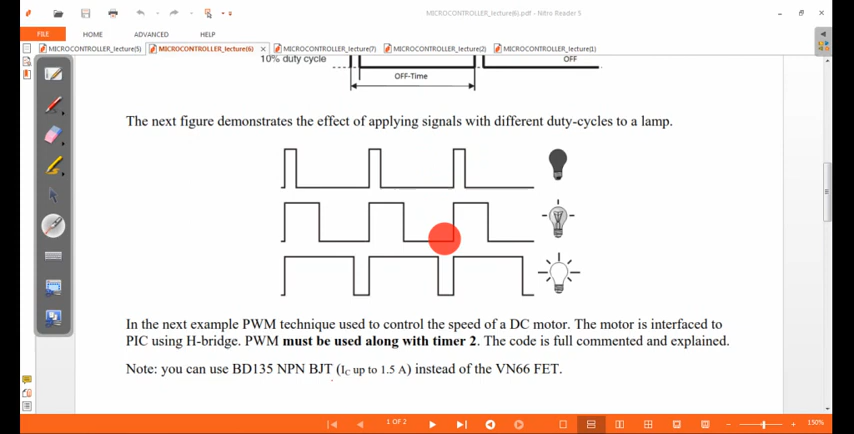 MICROCONTROLLER_lecture(6).pdf - Nitro Reader 5
FILE HOME ADVANCED
MICROCONTROLLER_lecture(5) MICROCONTROLLER_lecture(6) MICROCONTROLLER_lecture(7) MICROCONTROLLER_lecture(2) MICROCONTROLLER_lecture(1)
10% duty cycle
OFF
OFF-Time
The next figure demonstrates the effect of applying signals with different duty-cycles to a lamp.
In the next example PWM technique used to control the speed of a DC motor. The motor is interfaced to
PIC using H-bridge. PWM must be used along with timer 2. The code is full commented and explained.
Note: you can use BD135 NPN BJT (IC up to 1.5 A) instead of the VN66 FET.
1 OF 2
150%